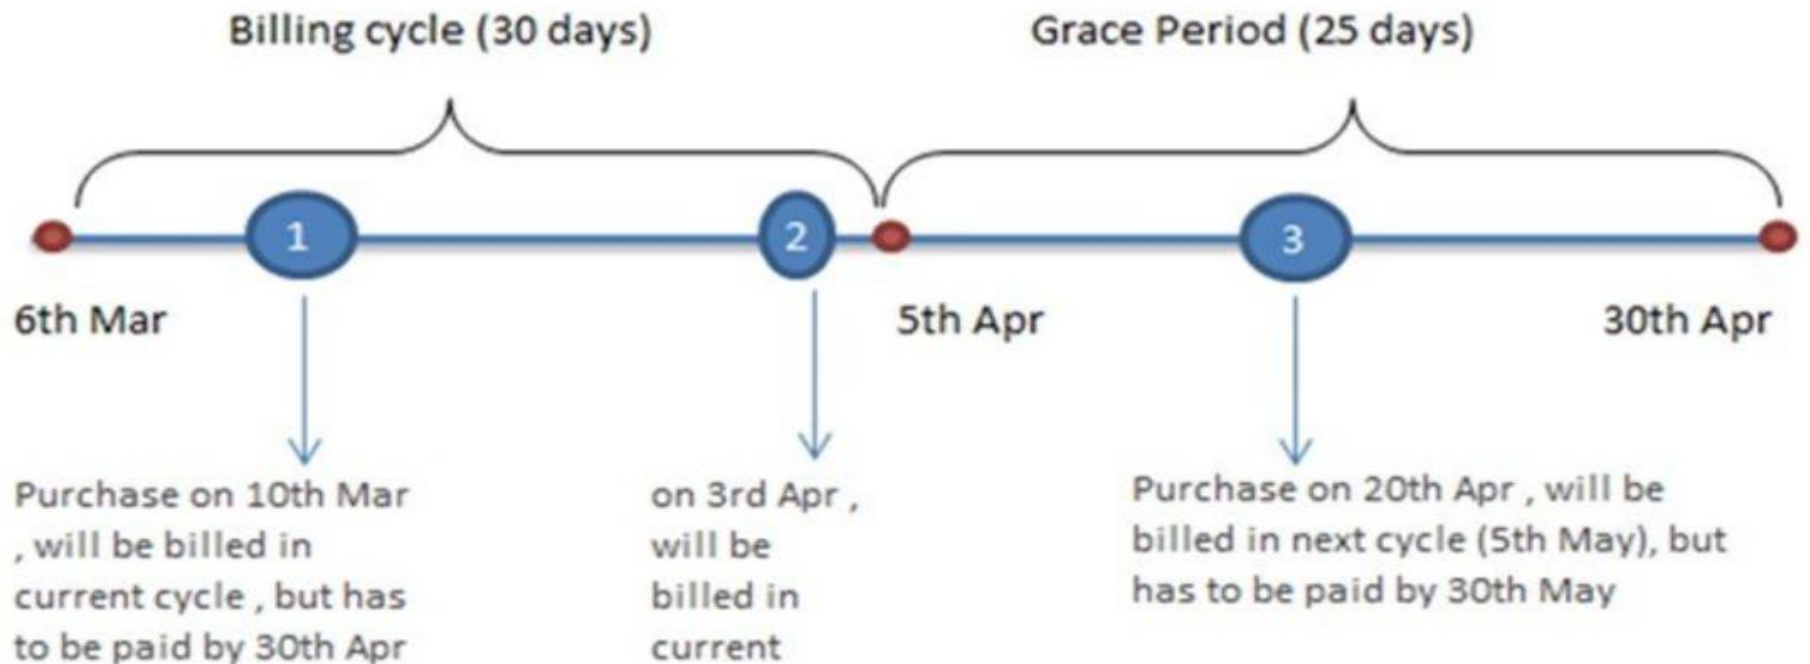 Billing cycle (30 days)
Grace Period (25 days)
1
2
3
6th Mar
5th Apr
30th Apr
Purchase on 10th Mar
, will be billed in
current cycle , but has
to be paid by 30th Apr
on 3rd Apr ,
will be
billed in
current
Purchase on 20th Apr , will be
billed in next cycle (5th May), but
has to be paid by 30th May